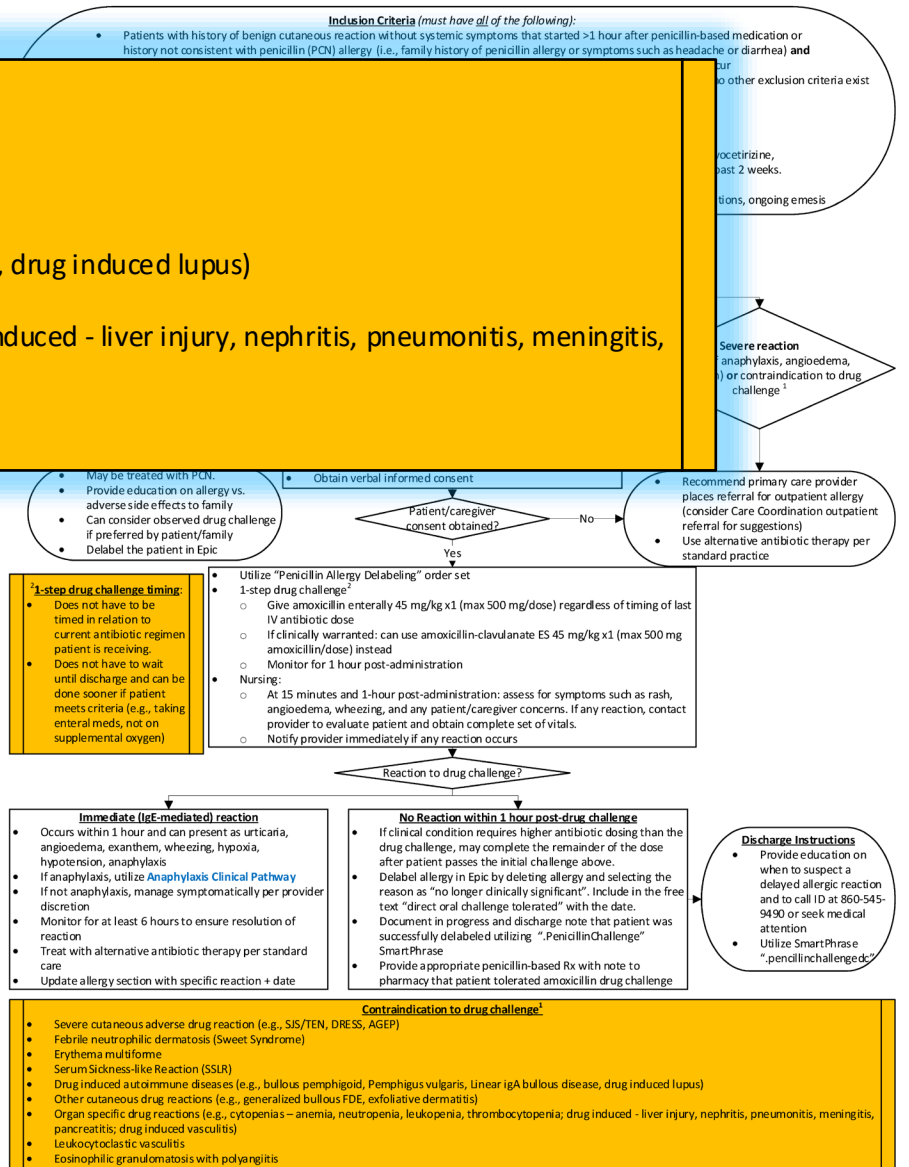 Inclusion Criteria (must have all of the following):
• Patients with history of benign cutaneous reaction without systemic symptoms that started >1 hour after penicillin-based medication or
history not consistent with penicillin (PCN) allergy (i.e., family history of penicillin allergy or symptoms such as headache or diarrhea) and
no other exclusion criteria exist
past 2 weeks.
tions, ongoing emesis
, drug induced lupus)
nduced - liver injury, nephritis, pneumonitis, meningitis,
Severe reaction
anaphylaxis, angioedema,
) or contraindication to drug
challenge 1
• May be treated with PCN.
• Provide education on allergy vs.
adverse side effects to family
• Can consider observed drug challenge
if preferred by patient/family
• Delabel the patient in Epic
• Obtain verbal informed consent
Patient/caregiver
consent obtained?
No
Yes
• Recommend primary care provider
places referral for outpatient allergy
(consider Care Coordination outpatient
referral for suggestions)
• Use alternative antibiotic therapy per
standard practice
2 1-step drug challenge timing:
• Does not have to be
timed in relation to
current antibiotic regimen
patient is receiving.
• Does not have to wait
until discharge and can be
done sooner if patient
meets criteria (e.g., taking
enteral meds, not on
supplemental oxygen)
• Utilize “Penicillin Allergy Delabeling” order set
• 1-step drug challenge2
o Give amoxicillin enterally 45 mg/kg x1 (max 500 mg/dose) regardless of timing of last
IV antibiotic dose
o If clinically warranted: can use amoxicillin-clavulanate ES 45 mg/kg x1 (max 500 mg
amoxicillin/dose) instead
o Monitor for 1 hour post-administration
• Nursing:
o At 15 minutes and 1-hour post-administration: assess for symptoms such as rash,
angioedema, wheezing, and any patient/caregiver concerns. If any reaction, contact
provider to evaluate patient and obtain complete set of vitals.
o Notify provider immediately if any reaction occurs
Reaction to drug challenge?
Immediate (IgE-mediated) reaction
• Occurs within 1 hour and can present as urticaria,
angioedema, exanthem, wheezing, hypoxia,
hypotension, anaphylaxis
• If anaphylaxis, utilize Anaphylaxis Clinical Pathway
• If not anaphylaxis, manage symptomatically per provider
discretion
• Monitor for at least 6 hours to ensure resolution of
reaction
• Treat with alternative antibiotic therapy per standard
care
• Update allergy section with specific reaction + date
No Reaction within 1 hour post-drug challenge
• If clinical condition requires higher antibiotic dosing than the
drug challenge, may complete the remainder of the dose
after patient passes the initial challenge above.
• Delabel allergy in Epic by deleting allergy and selecting the
reason as “no longer clinically significant”. Include in the free
text “direct oral challenge tolerated” with the date.
• Document in progress and discharge note that patient was
successfully delabeled utilizing “.PenicillinChallenge”
SmartPhrase
• Provide appropriate penicillin-based Rx with note to
pharmacy that patient tolerated amoxicillin drug challenge
Discharge Instructions
• Provide education on
when to suspect a
delayed allergic reaction
and to call ID at 860-545-
9490 or seek medical
attention
• Utilize SmartPhrase
“.pencillinchallengedc”
Contraindication to drug challenge1
• Severe cutaneous adverse drug reaction (e.g., SJS/TEN, DRESS, AGEP)
• Febrile neutrophilic dermatosis (Sweet Syndrome)
• Erythema multiforme
• Serum Sickness-like Reaction (SSLR)
• Drug induced autoimmune diseases (e.g., bullous pemphigoid, Pemphigus vulgaris, Linear igA bullous disease, drug induced lupus)
• Other cutaneous drug reactions (e.g., generalized bullous FDE, exfoliative dermatitis)
• Organ specific drug reactions (e.g., cytopenias – anemia, neutropenia, leukopenia, thrombocytopenia; drug induced - liver injury, nephritis, pneumonitis, meningitis,
pancreatitis; drug induced vasculitis)
• Leukocytoclastic vasculitis
• Eosinophilic granulomatosis with polyangiitis